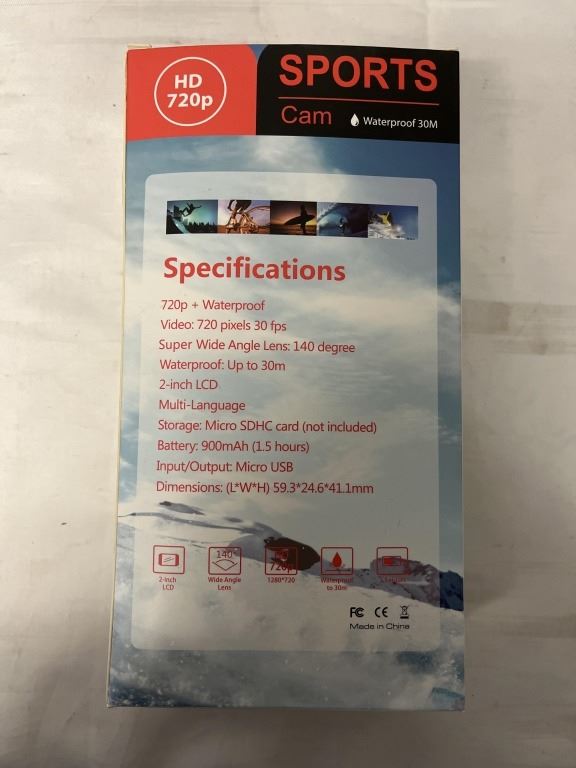 HD
720p
SPORTS
Cam
Waterproof 30M
Specifications
720p + Waterproof
Video: 720 pixels 30 fps
Super Wide Angle Lens: 140 degree
Waterproof: Up to 30m
2-inch LCD
Multi-Language
Storage: Micro SDHC card (not included)
Battery: 900mAh (1.5 hours)
Input/Output: Micro USB
Dimensions: (L*W*H) 59.3*24.6*41.1mm
2-inch
LCD
140°
Wide Angle
Lens
HD
720p
1280*720
Waterproof
to 30m
FC CE
Made in China